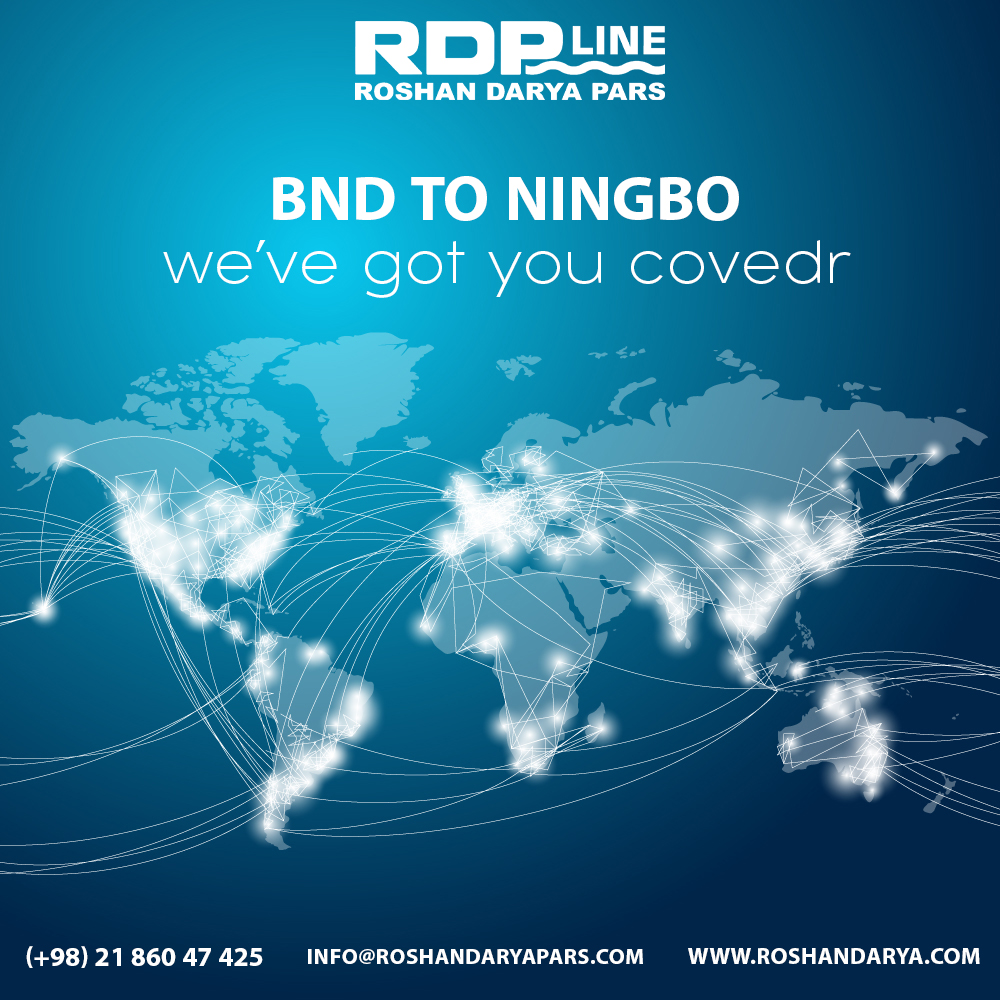 RDP LINE
ROSHAN DARYA PARS
BND TO NINGBO
we've got you covedr
(+98) 21 860 47 425 INFO@ROSHANDARYAPARS.COM WWW.ROSHANDARYA.COM